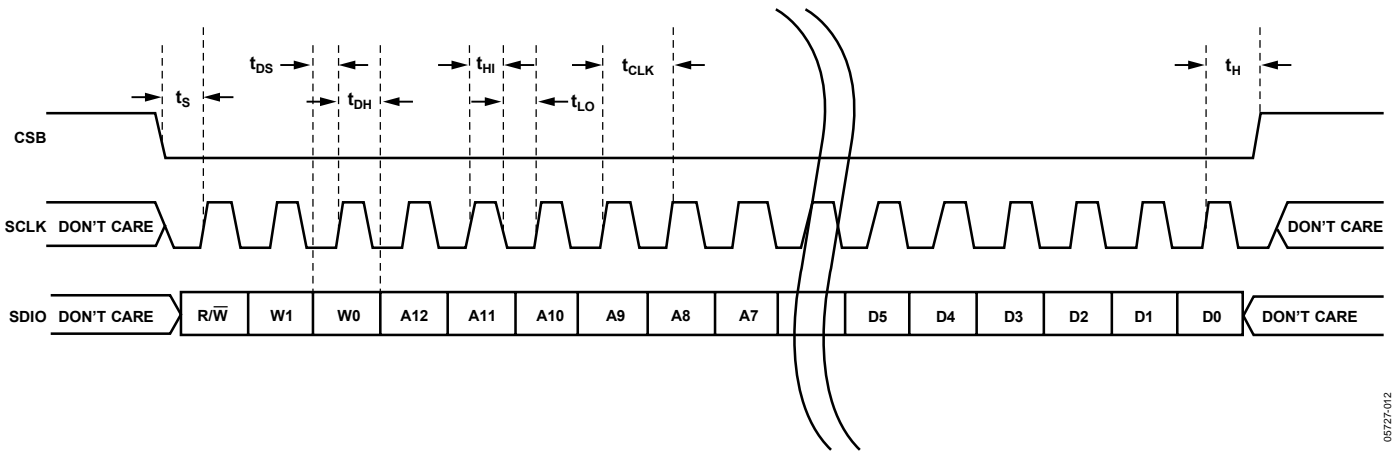 tS
tDS
tDH
tHI
tLO
tCLK
tH
CSB
SCLK DON'T CARE
DON'T CARE
SDIO DON'T CARE R/W̅ W1 W0 A12 A11 A10 A9 A8 A7 D5 D4 D3 D2 D1 D0 DON'T CARE
05727-012